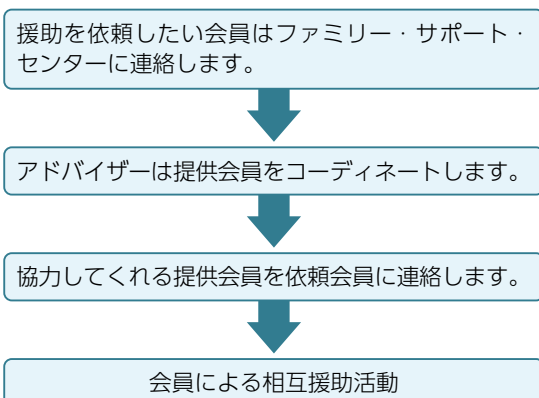 援助を依頼したい会員はファミリー・サポート・
センターに連絡します。
アドバイザーは提供会員をコーディネートします。
協力してくれる提供会員を依頼会員に連絡します。
会員による相互援助活動